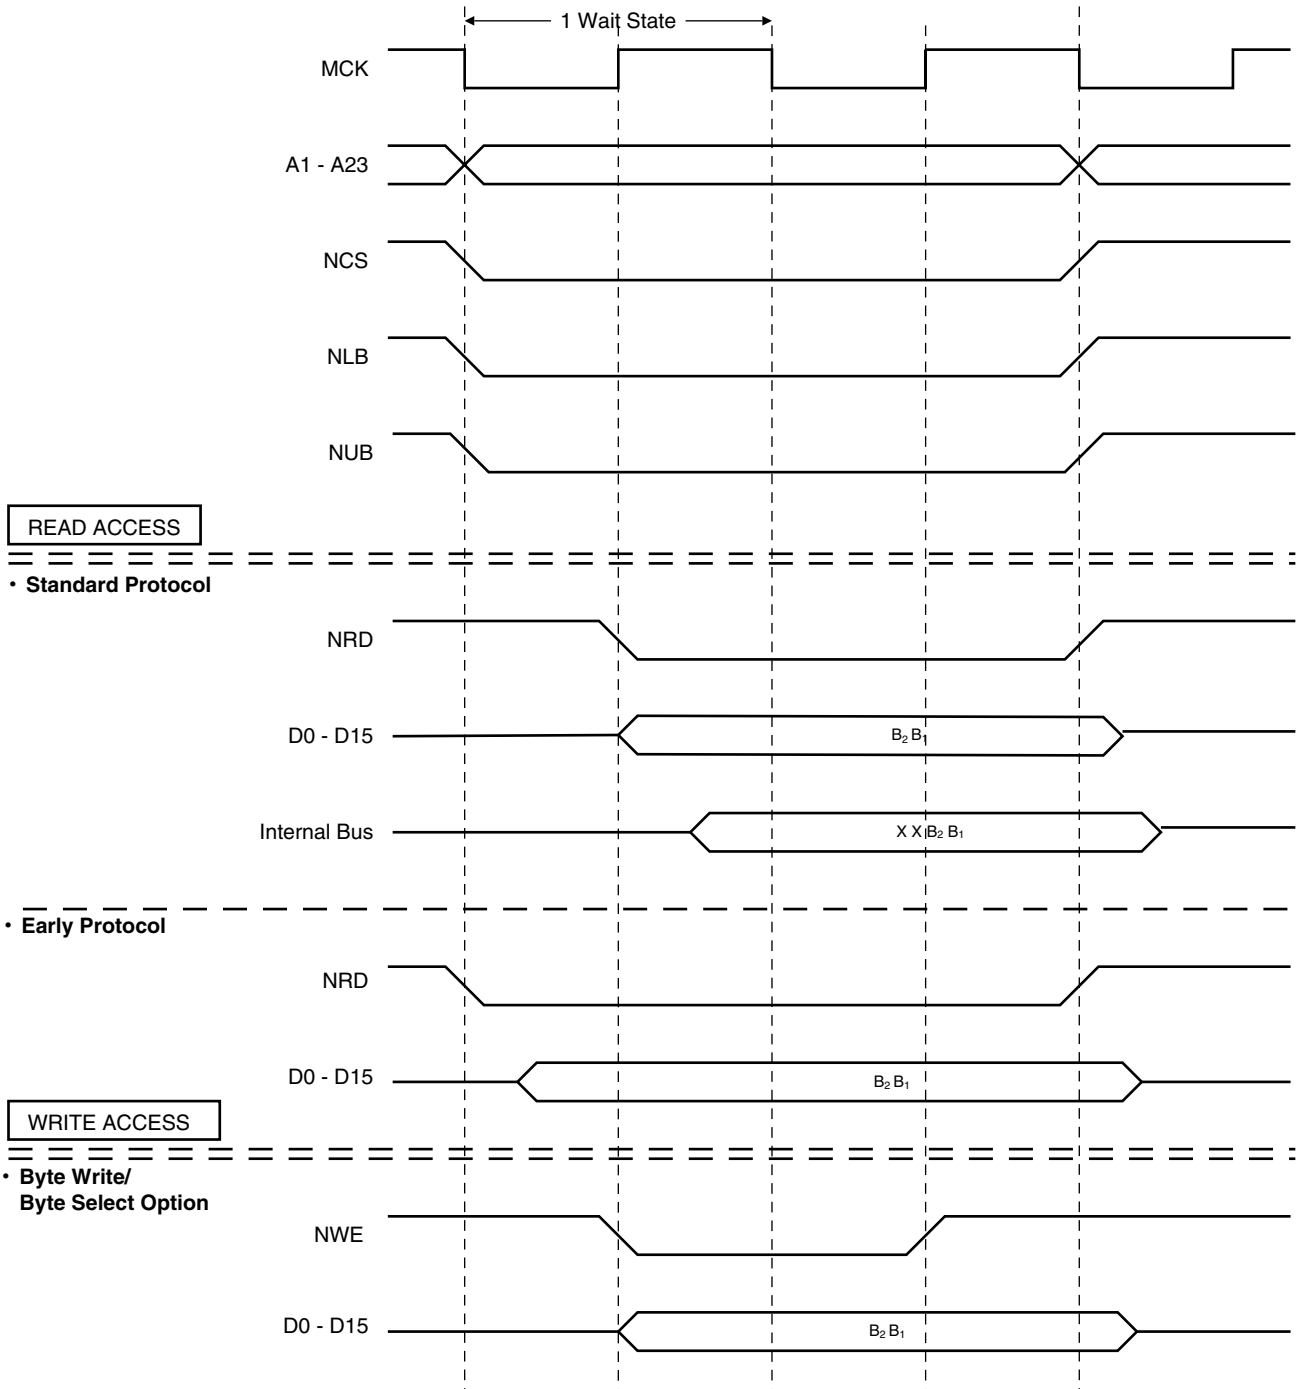 1 Wait State
MCK
A1 - A23
NCS
NLB
NUB
READ ACCESS
• Standard Protocol
NRD
D0 - D15 B₂ B₁
Internal Bus X X B₂ B₁
• Early Protocol
NRD
D0 - D15 B₂ B₁
WRITE ACCESS
• Byte Write/
Byte Select Option
NWE
D0 - D15 B₂ B₁